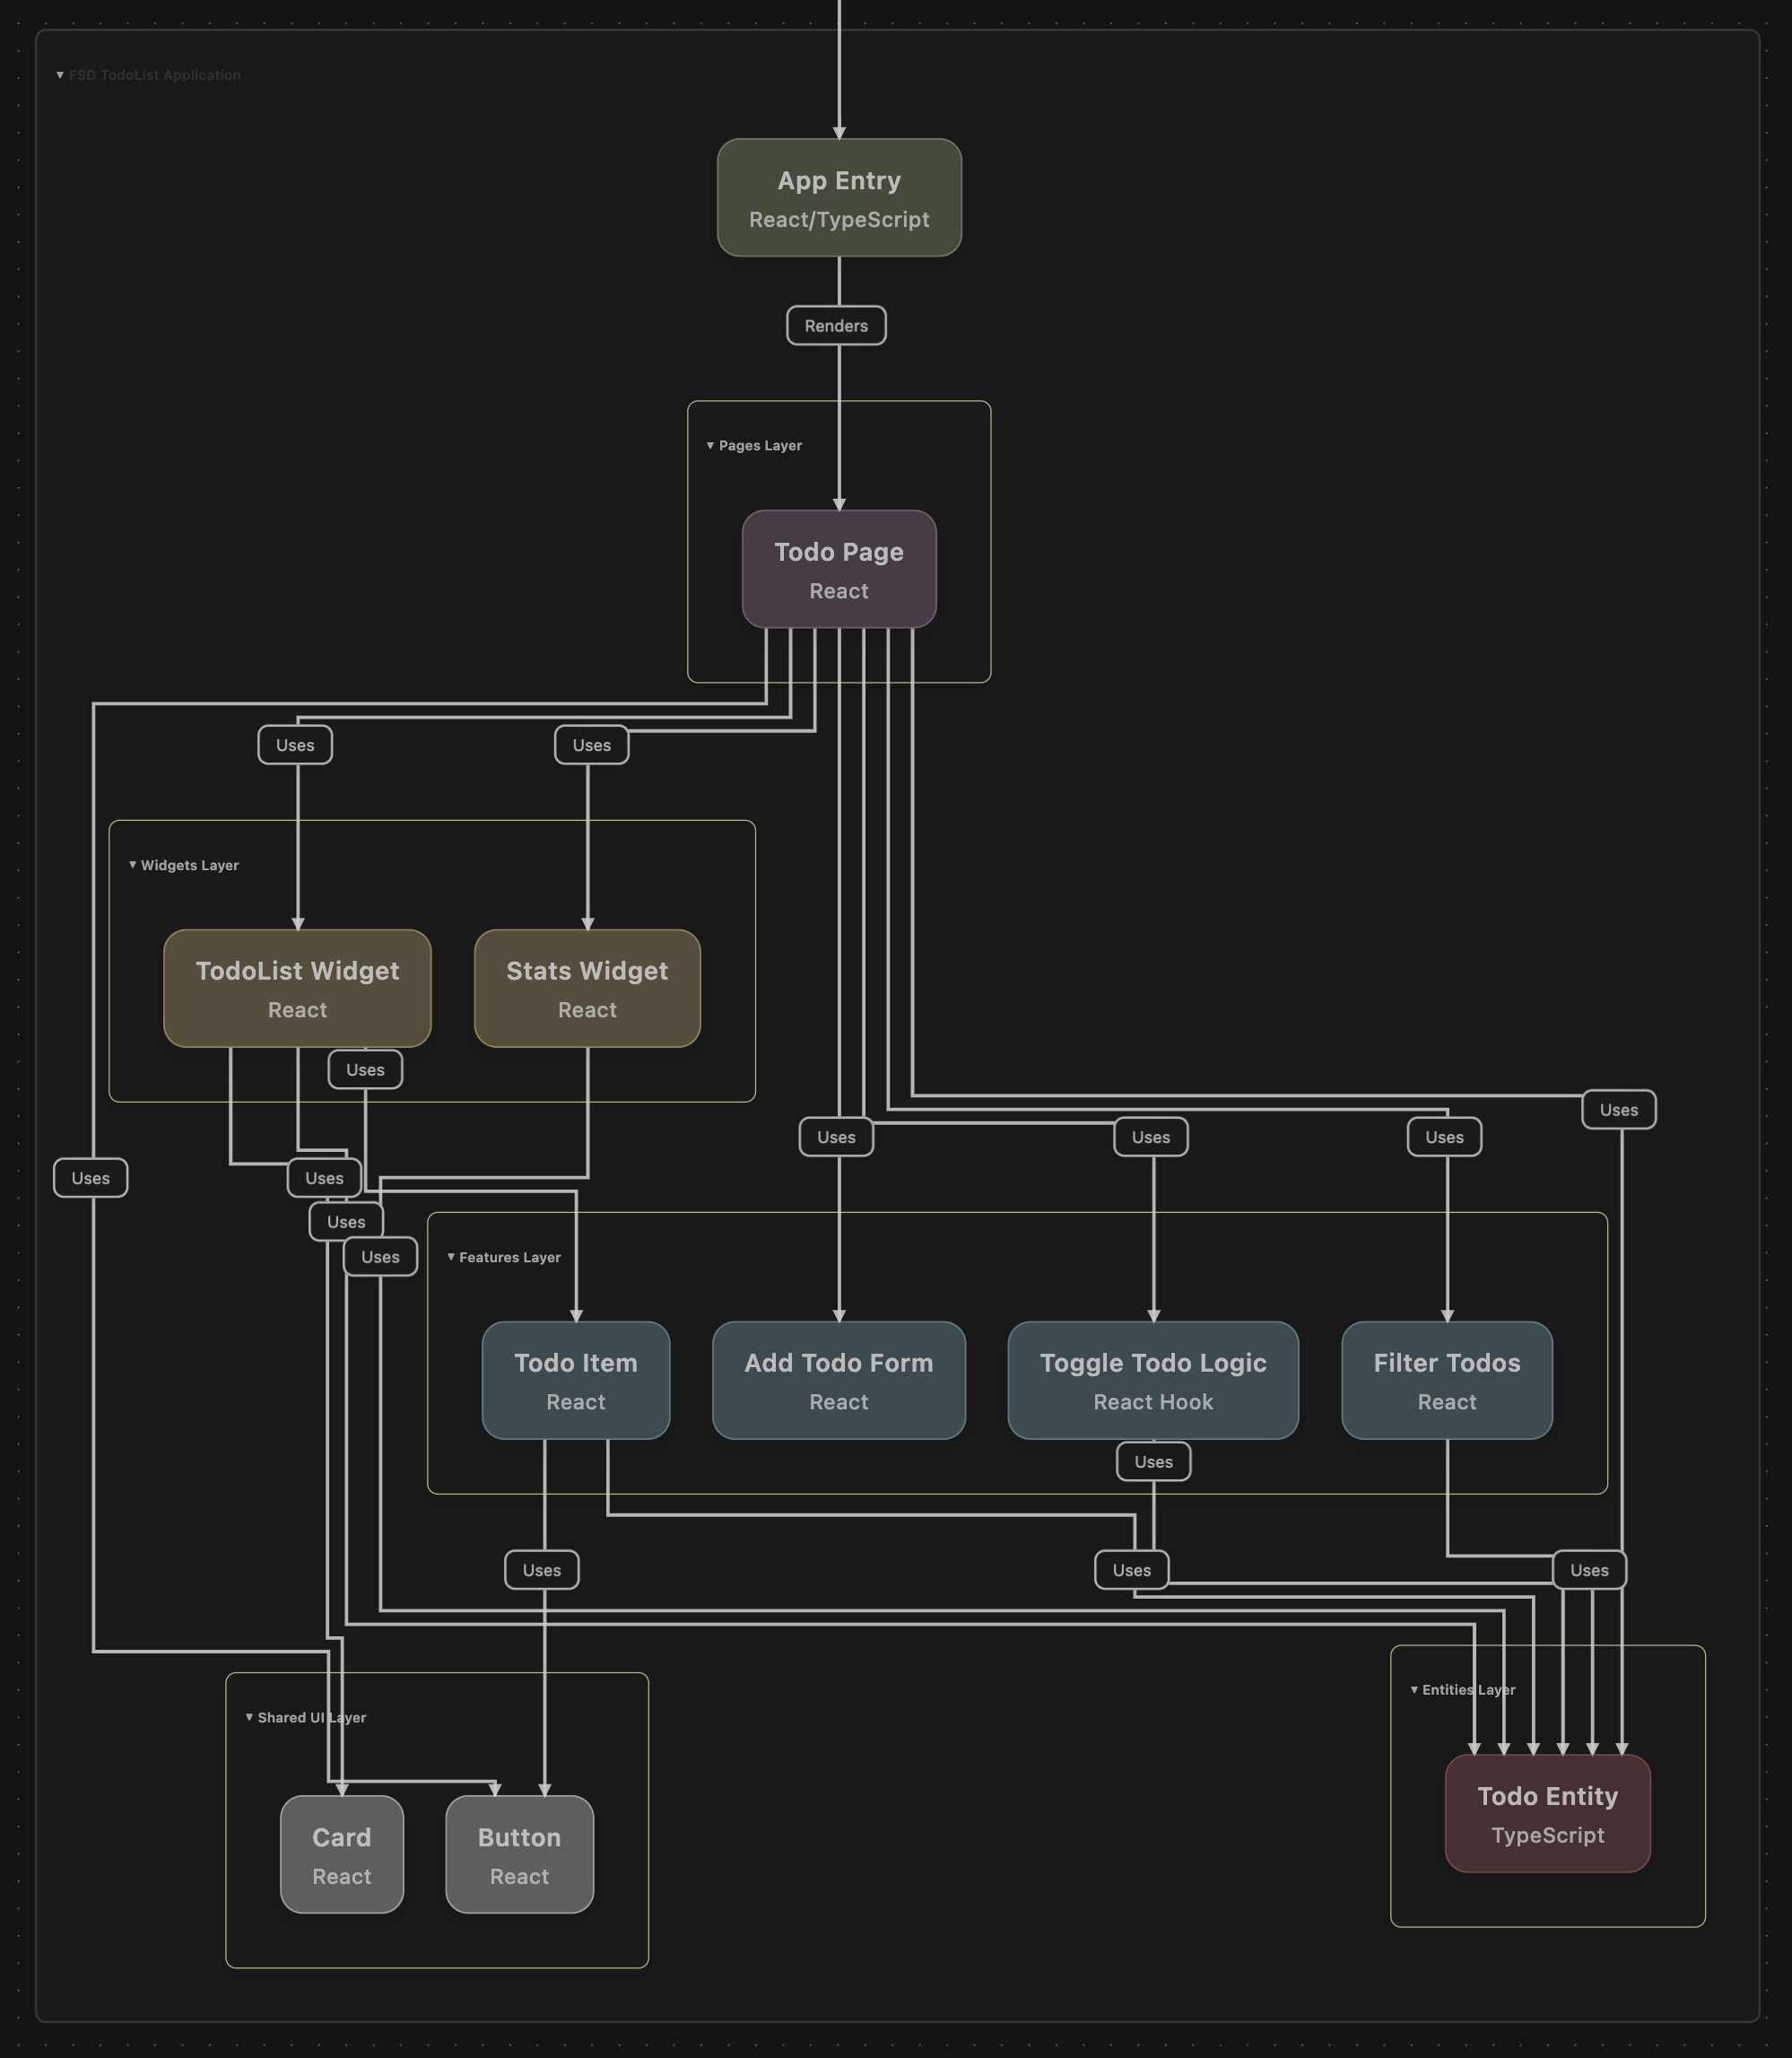 FSD TodoList Application
App Entry
React/TypeScript
Renders
Pages Layer
Todo Page
React
Uses
Uses
Widgets Layer
TodoList Widget
React
Stats Widget
React
Uses
Uses
Uses
Uses
Uses
Uses
Uses
Uses
Uses
Uses
Features Layer
Todo Item
React
Add Todo Form
React
Toggle Todo Logic
React Hook
Filter Todos
React
Uses
Uses
Uses
Uses
Entities Layer
Shared UI Layer
Todo Entity
TypeScript
Card
React
Button
React